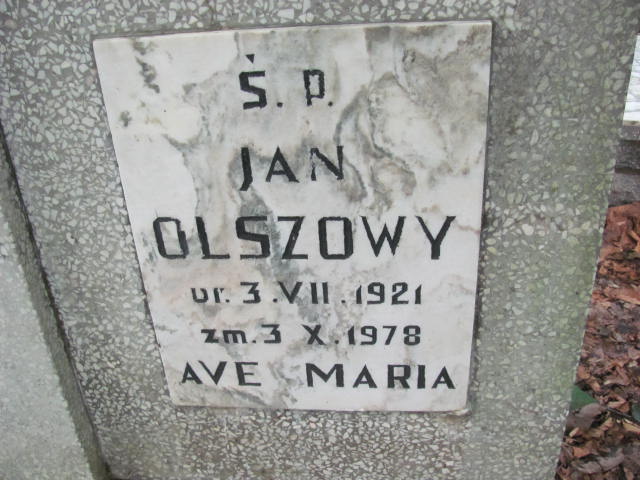 Ś. P.
JAN
OLSZOWY
ur. 3. VII. 1921
zm. 3 X. 1978
AVE MARIA